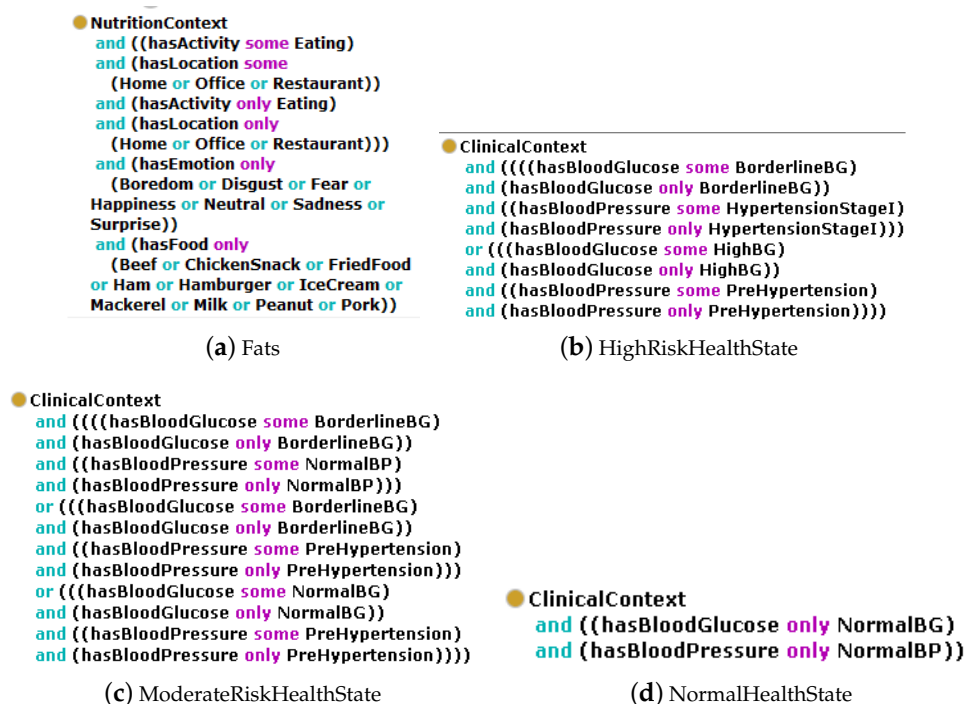 NutritionContext
and ((hasActivity some Eating)
and (hasLocation some
(Home or Office or Restaurant))
and (hasActivity only Eating)
and (hasLocation only
(Home or Office or Restaurant)))
and (hasEmotion only
(Boredom or Disgust or Fear or
Happiness or Neutral or Sadness or
Surprise))
and (hasFood only
(Beef or ChickenSnack or FriedFood
or Ham or Hamburger or IceCream or
Mackerel or Milk or Peanut or Pork))
(a) Fats
ClinicalContext
and ((((hasBloodGlucose some BorderlineBG)
and (hasBloodGlucose only BorderlineBG))
and ((hasBloodPressure some HypertensionStageI)
and (hasBloodPressure only HypertensionStageI)))
or (((hasBloodGlucose some HighBG)
and (hasBloodGlucose only HighBG))
and ((hasBloodPressure some PreHypertension)
and (hasBloodPressure only PreHypertension))))
(b) HighRiskHealthState
ClinicalContext
and ((((hasBloodGlucose some BorderlineBG)
and (hasBloodGlucose only BorderlineBG))
and ((hasBloodPressure some NormalBP)
and (hasBloodPressure only NormalBP)))
or (((hasBloodGlucose some BorderlineBG)
and (hasBloodGlucose only BorderlineBG))
and ((hasBloodPressure some PreHypertension)
and (hasBloodPressure only PreHypertension)))
or (((hasBloodGlucose some NormalBG)
and (hasBloodGlucose only NormalBG))
and ((hasBloodPressure some PreHypertension)
and (hasBloodPressure only PreHypertension))))
(c) ModerateRiskHealthState
ClinicalContext
and ((hasBloodGlucose only NormalBG)
and (hasBloodPressure only NormalBP))
(d) NormalHealthState